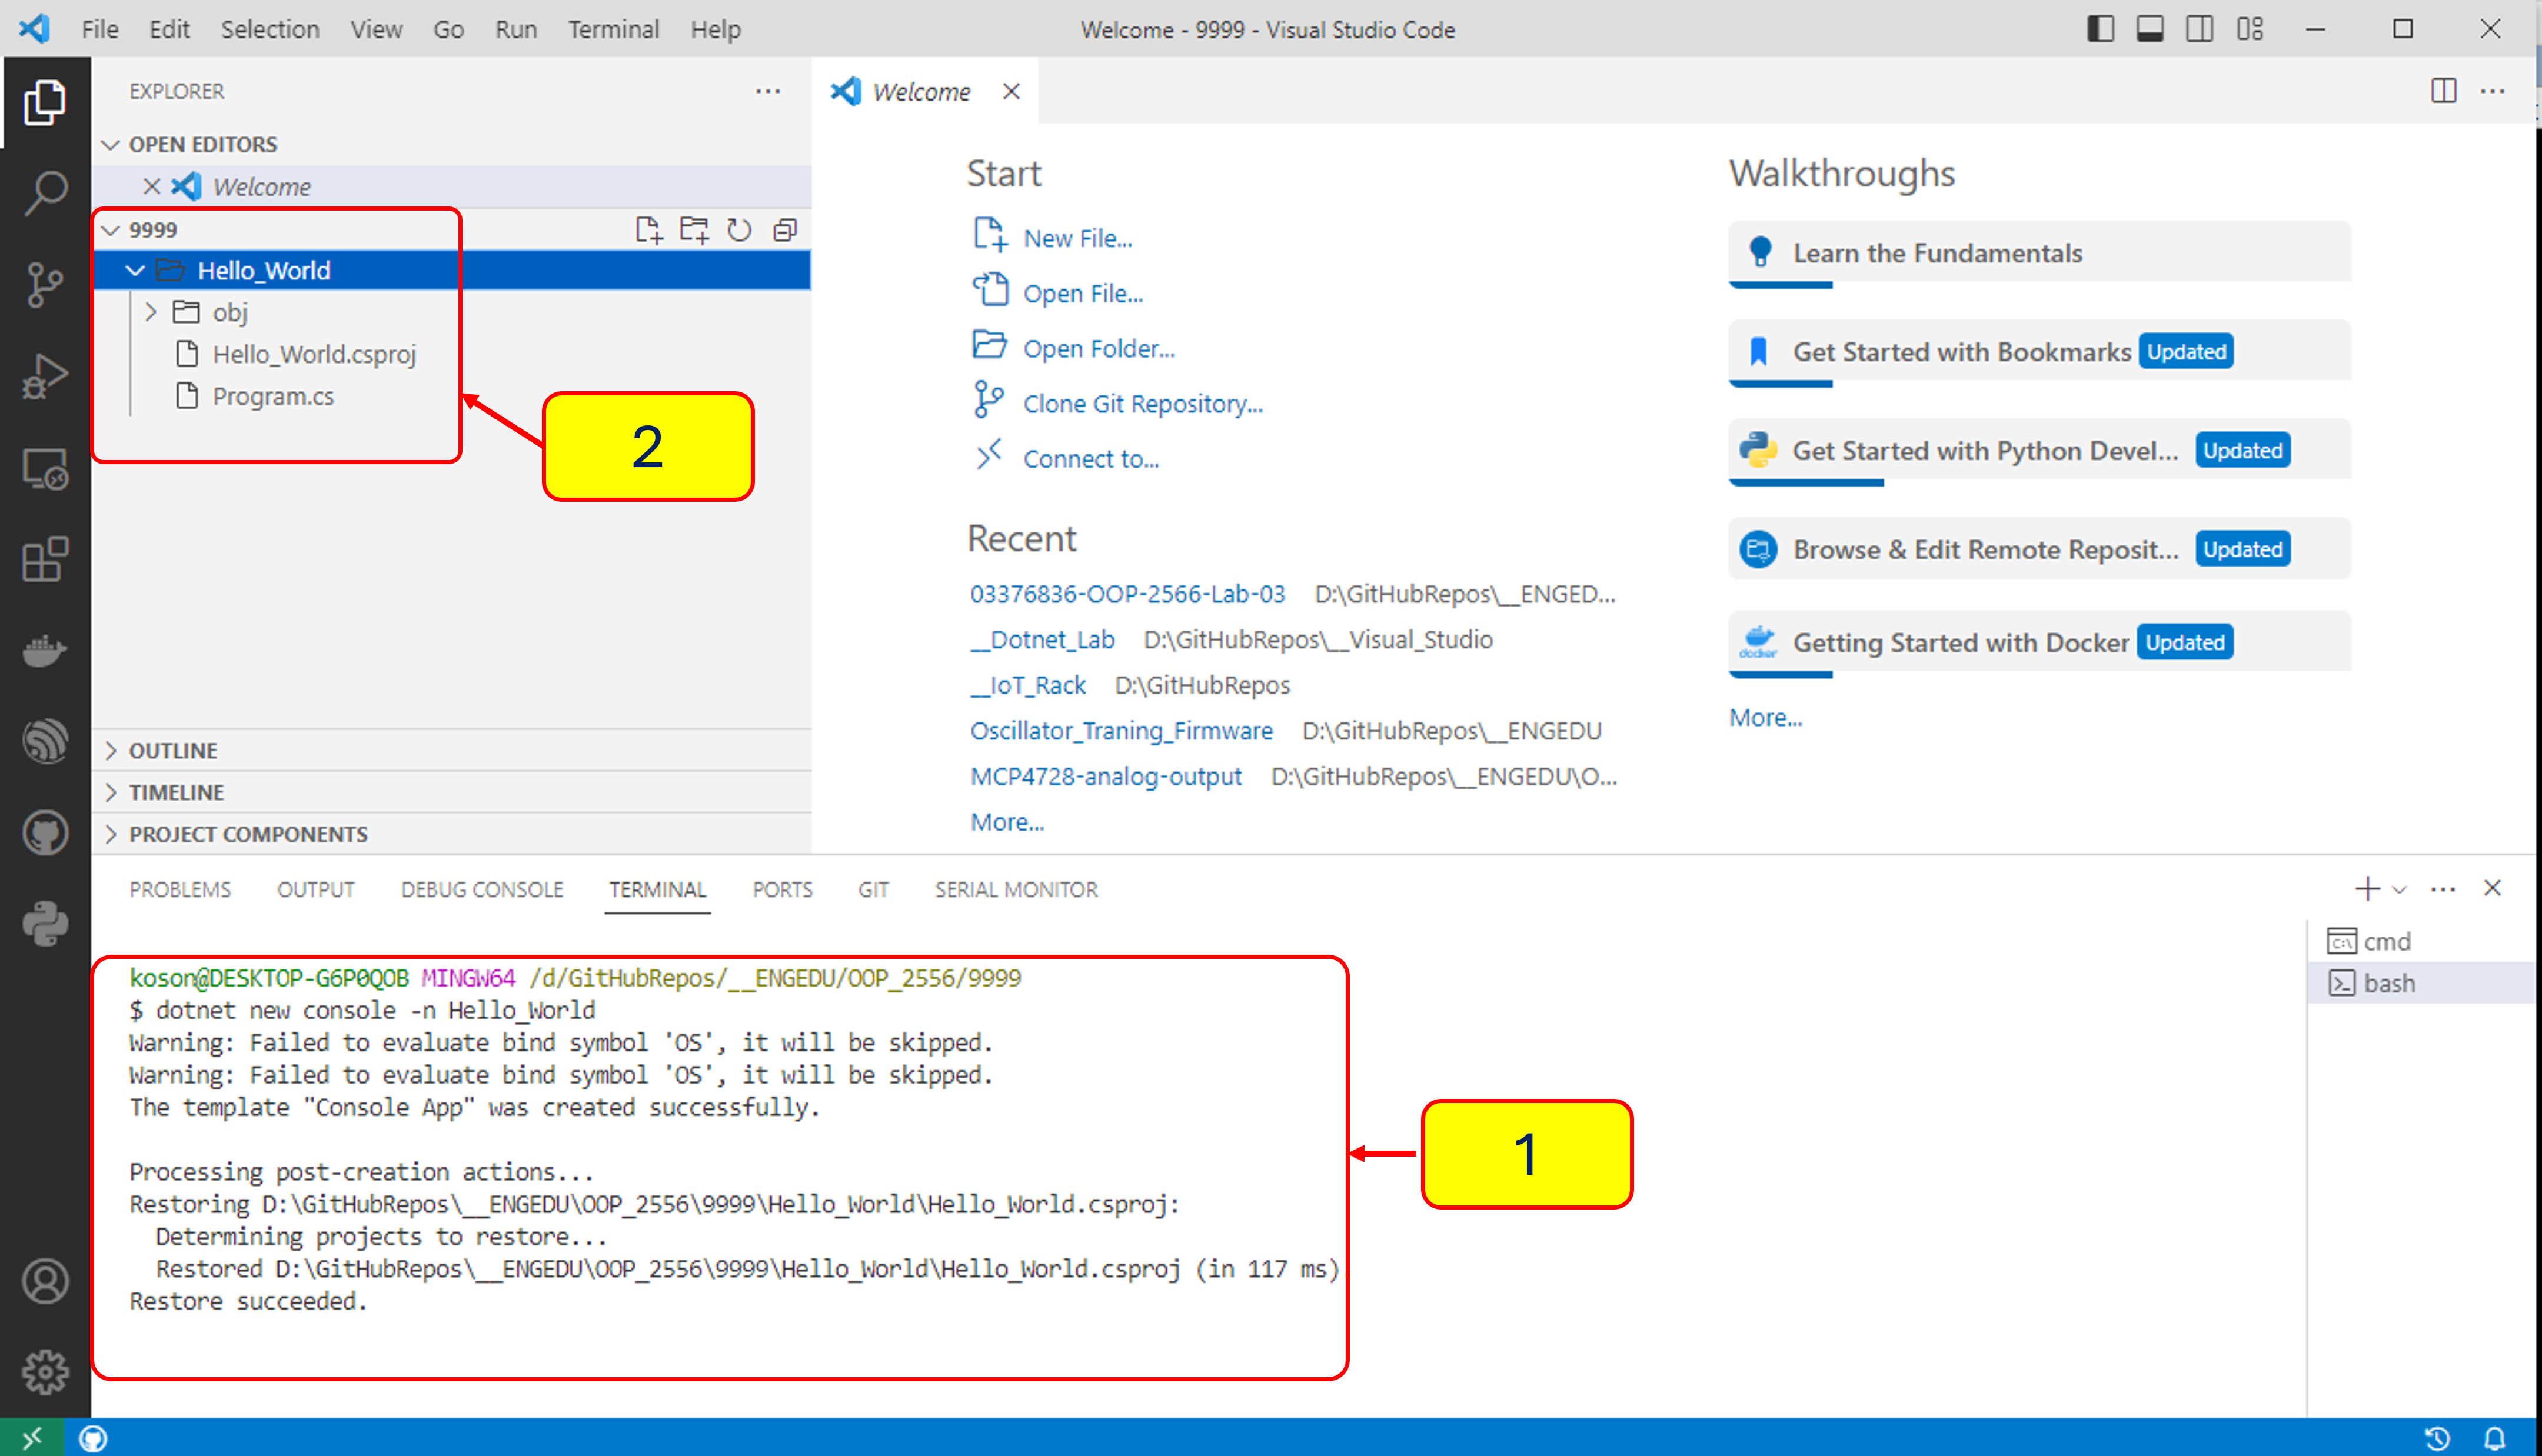 File Edit Selection View Go Run Terminal Help
Welcome - 9999 - Visual Studio Code
EXPLORER
OPEN EDITORS
Welcome
9999
Hello_World
obj
Hello_World.csproj
Program.cs
2
OUTLINE
TIMELINE
PROJECT COMPONENTS
Welcome
Start
New File...
Open File...
Open Folder...
Clone Git Repository...
Connect to...
Recent
03376836-OOP-2566-Lab-03 D:\GitHubRepos\__ENGED...
__Dotnet_Lab D:\GitHubRepos\__Visual_Studio
__IoT_Rack D:\GitHubRepos
Oscillator_Traning_Firmware D:\GitHubRepos\__ENGEDU
MCP4728-analog-output D:\GitHubRepos\__ENGEDU\O...
More...
Walkthroughs
Learn the Fundamentals
Get Started with Bookmarks Updated
Get Started with Python Devel... Updated
Browse & Edit Remote Reposit... Updated
docker Getting Started with Docker Updated
More...
PROBLEMS OUTPUT DEBUG CONSOLE TERMINAL PORTS GIT SERIAL MONITOR
koson@DESKTOP-G6P0QOB MINGW64 /d/GitHubRepos/__ENGEDU/OOP_2556/9999
$ dotnet new console -n Hello_World
Warning: Failed to evaluate bind symbol 'OS', it will be skipped.
Warning: Failed to evaluate bind symbol 'OS', it will be skipped.
The template "Console App" was created successfully.
Processing post-creation actions...
Restoring D:\GitHubRepos\__ENGEDU\OOP_2556\9999\Hello_World\Hello_World.csproj:
Determining projects to restore...
Restored D:\GitHubRepos\__ENGEDU\OOP_2556\9999\Hello_World\Hello_World.csproj (in 117 ms)
Restore succeeded.
1
cmd
bash